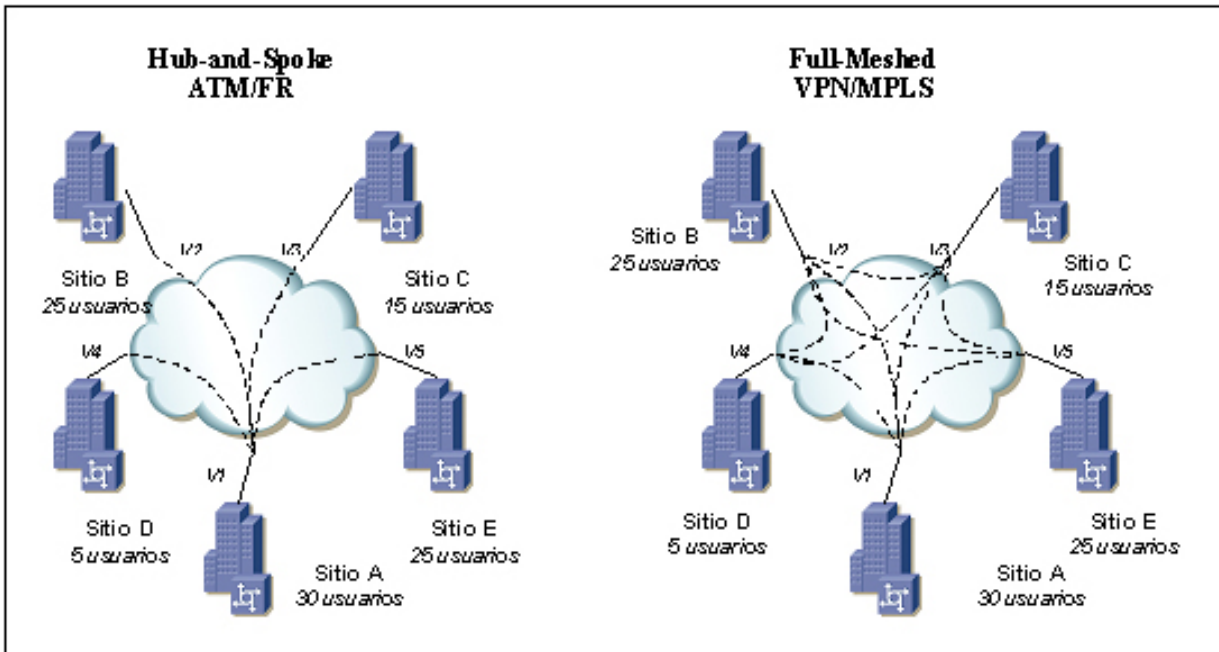 Hub-and-Spoke
ATM/FR
V2
V3
Sitio B
25 usuarios
Sitio C
15 usuarios
V4
V5
V1
Sitio D
5 usuarios
Sitio A
30 usuarios
Sitio E
25 usuarios
Full-Meshed
VPN/MPLS
Sitio B
25 usuarios
V2
V3
Sitio C
15 usuarios
V4
V5
V1
Sitio D
5 usuarios
Sitio A
30 usuarios
Sitio E
25 usuarios